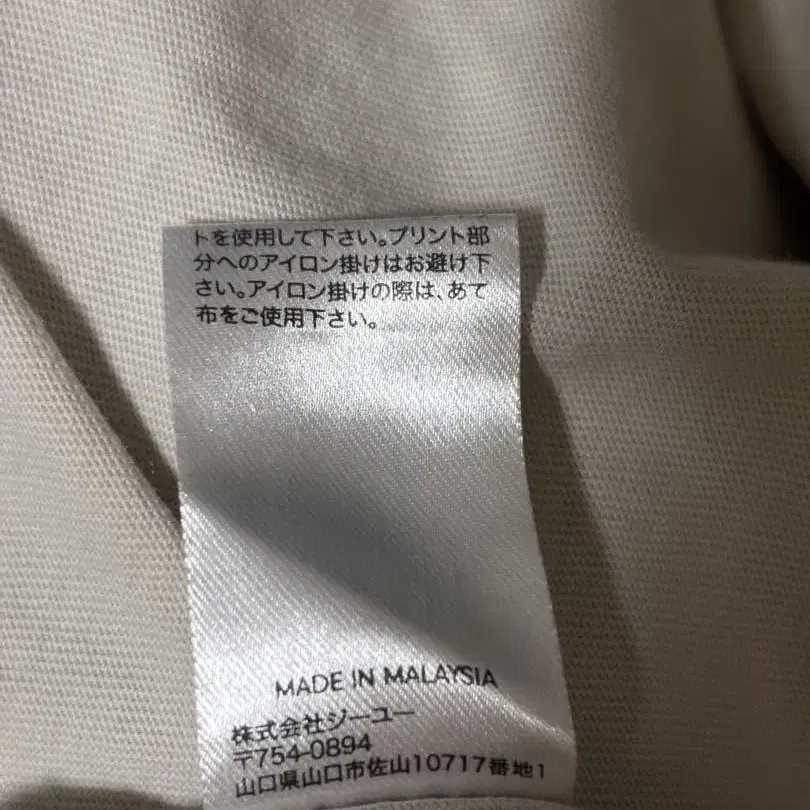 トを使用して下さい。プリント部
分へのアイロン掛けはお避け下
さい。アイロン掛けの際は、あて
布をご使用下さい。
MADE IN MALAYSIA
株式会社ジーユー
〒754-0894
山口県山口市佐山10717番地1